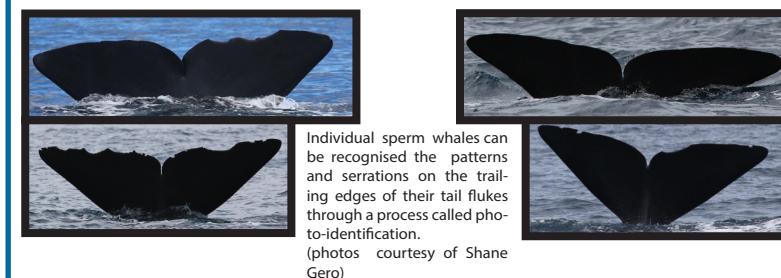 Individual sperm whales can
be recognised the patterns
and serrations on the trail-
ing edges of their tail flukes
through a process called pho-
to-identification.
(photos courtesy of Shane
Gero)